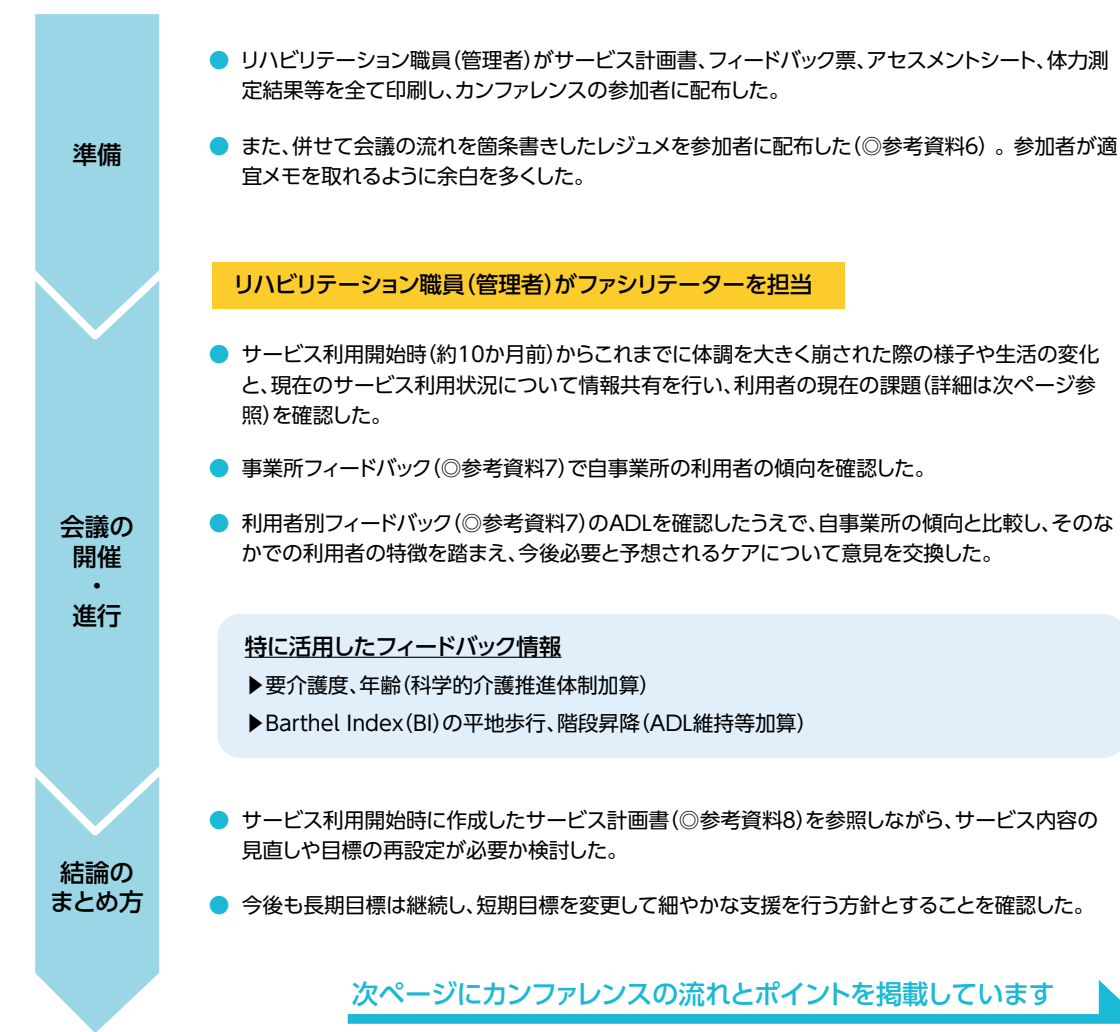 準備
● リハビリテーション職員(管理者)がサービス計画書、フィードバック票、アセスメントシート、体力測
定結果等を全て印刷し、カンファレンスの参加者に配布した。
● また、併せて会議の流れを箇条書きしたレジュメを参加者に配布した(◎参考資料6) 。参加者が適
宜メモを取れるように余白を多くした。
会議の
開催
・
進行
リハビリテーション職員(管理者)がファシリテーターを担当
● サービス利用開始時(約10か月前)からこれまでに体調を大きく崩された際の様子や生活の変化
と、現在のサービス利用状況について情報共有を行い、利用者の現在の課題(詳細は次ページ参
照)を確認した。
● 事業所フィードバック(◎参考資料7)で自事業所の利用者の傾向を確認した。
● 利用者別フィードバック(◎参考資料7)のADLを確認したうえで、自事業所の傾向と比較し、そのな
かでの利用者の特徴を踏まえ、今後必要と予想されるケアについて意見を交換した。
特に活用したフィードバック情報
▶要介護度、年齢(科学的介護推進体制加算)
▶Barthel Index(BI)の平地歩行、階段昇降(ADL維持等加算)
結論の
まとめ方
● サービス利用開始時に作成したサービス計画書(◎参考資料8)を参照しながら、サービス内容の
見直しや目標の再設定が必要か検討した。
● 今後も長期目標は継続し、短期目標を変更して細やかな支援を行う方針とすることを確認した。
次ページにカンファレンスの流れとポイントを掲載しています